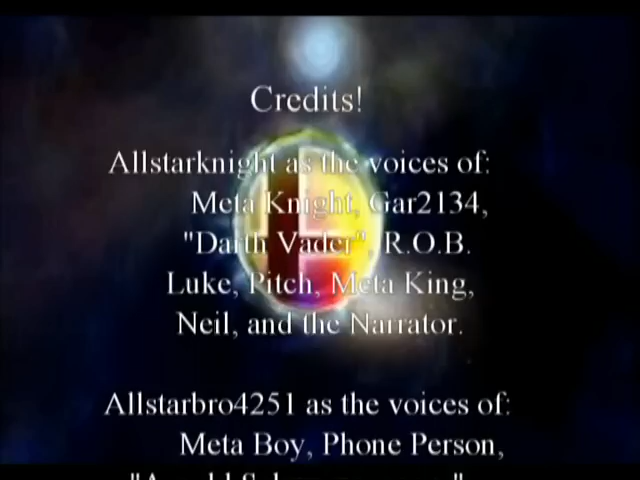 Credits!
Allstarknight as the voices of:
Meta Knight, Gar2134,
"Darth Vader", R.O.B.
Luke, Pitch, Meta King,
Neil, and the Narrator.
Allstarbro4251 as the voices of:
Meta Boy, Phone Person,